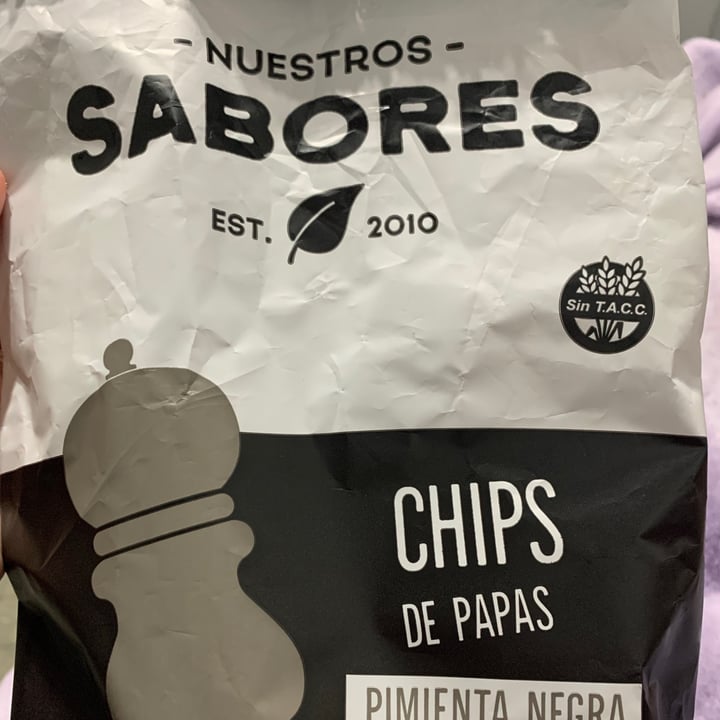 - NUESTROS -
SABORES
EST. 2010
Sin T.A.C.C.
CHIPS
DE PAPAS
PIMIENTA NEGRA